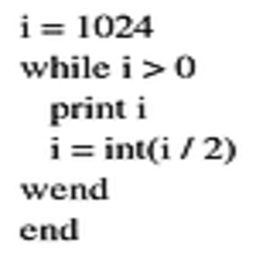 i = 1024
while i > 0
print i
i = int(i / 2)
wend
end